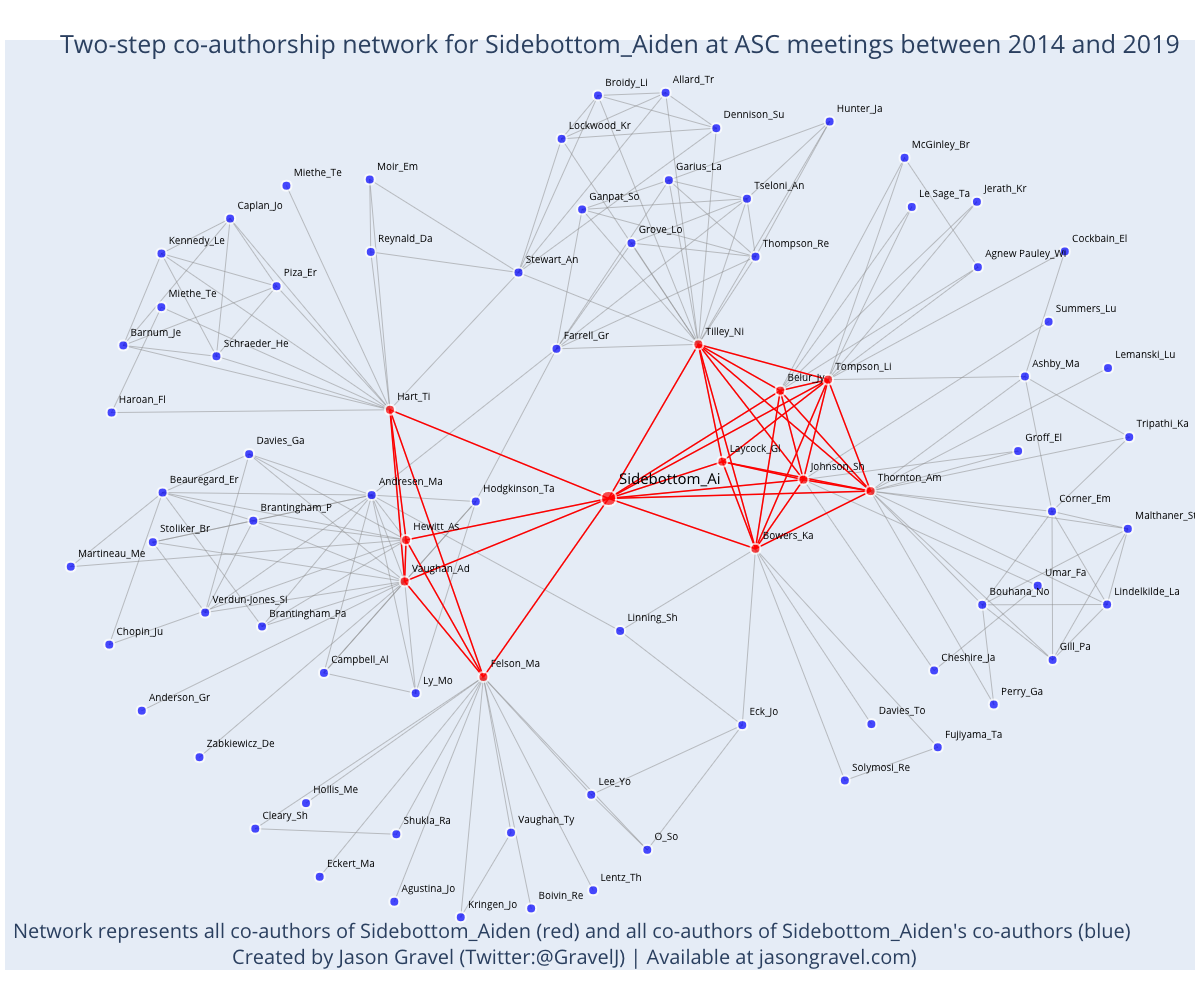 Two-step co-authorship network for Sidebottom_Aiden at ASC meetings between 2014 and 2019
Broidy_Li
Allard_Tr
Dennison_Su
Hunter_Ja
Lockwood_Kr
McGinley_Br
Miethe_Te
Moir_Em
Garius_La
Tseloni_An
Le Sage_Ta
Jerath_Kr
Caplan_Jo
Ganpat_So
Kennedy_Le
Reynald_Da
Grove_Lo
Thompson_Re
Cockbain_El
Agnew Pauley_Wi
Piza_Er
Stewart_An
Miethe_Te
Summers_Lu
Barnum_Je
Schraeder_He
Farrell_Gr
Tilley_Ni
Ashby_Ma
Lemanski_Lu
Tompson_Li
Belur_Jy
Haroan_Fl
Hart_Ti
Tripathi_Ka
Davies_Ga
Groff_El
Laycock_Gl
Johnson_Sh
Beauregard_Er
Andresen_Ma
Hodgkinson_Ta
Sidebottom_Ai
Thornton_Am
Brantingham_P
Corner_Em
Stoliker_Br
Hewitt_As
Malthaner_St
Bowers_Ka
Martineau_Me
Vaughan_Ad
Umar_Fa
Verdun-Jones_Si
Bouhana_No
Lindelkilde_La
Brantingham_Pa
Linning_Sh
Chopin_Ju
Gill_Pa
Campbell_Al
Felson_Ma
Cheshire_Ja
Ly_Mo
Anderson_Gr
Perry_Ga
Eck_Jo
Davies_To
Fujiyama_Ta
Zabkiewicz_De
Solymosi_Re
Lee_Yo
Hollis_Me
Cleary_Sh
Shukla_Ra
Vaughan_Ty
O_So
Eckert_Ma
Lentz_Th
Agustina_Jo
Kringen_Jo
Boivin_Re
Network represents all co-authors of Sidebottom_Aiden (red) and all co-authors of Sidebottom_Aiden's co-authors (blue)
Created by Jason Gravel (Twitter:@GravelJ) | Available at jasongravel.com)